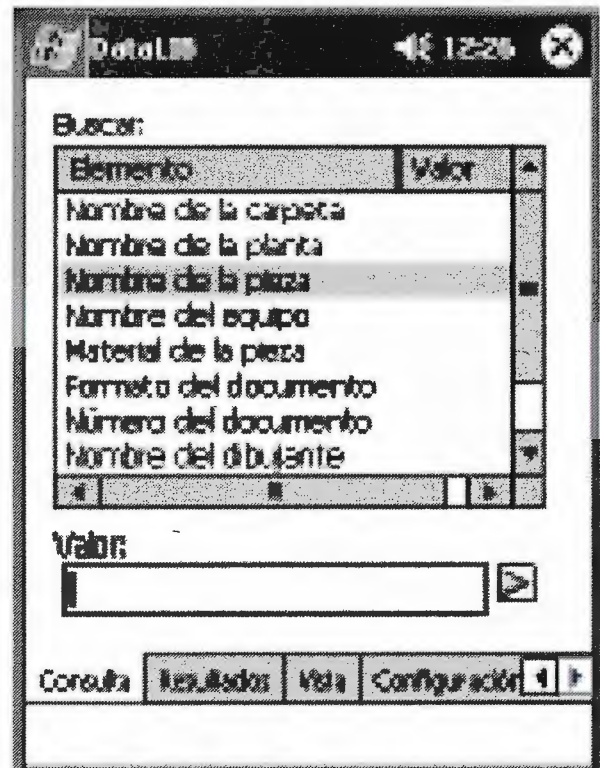 12:26
Buscar:
Elemento Valor
Nombre de la carpeta
Nombre de la planta
Nombre de la pieza
Nombre del equipo
Material de la pieza
Formato del documento
Número del documento
Nombre del dibujante
Valor:
Consulta Resultados Vista Configuración